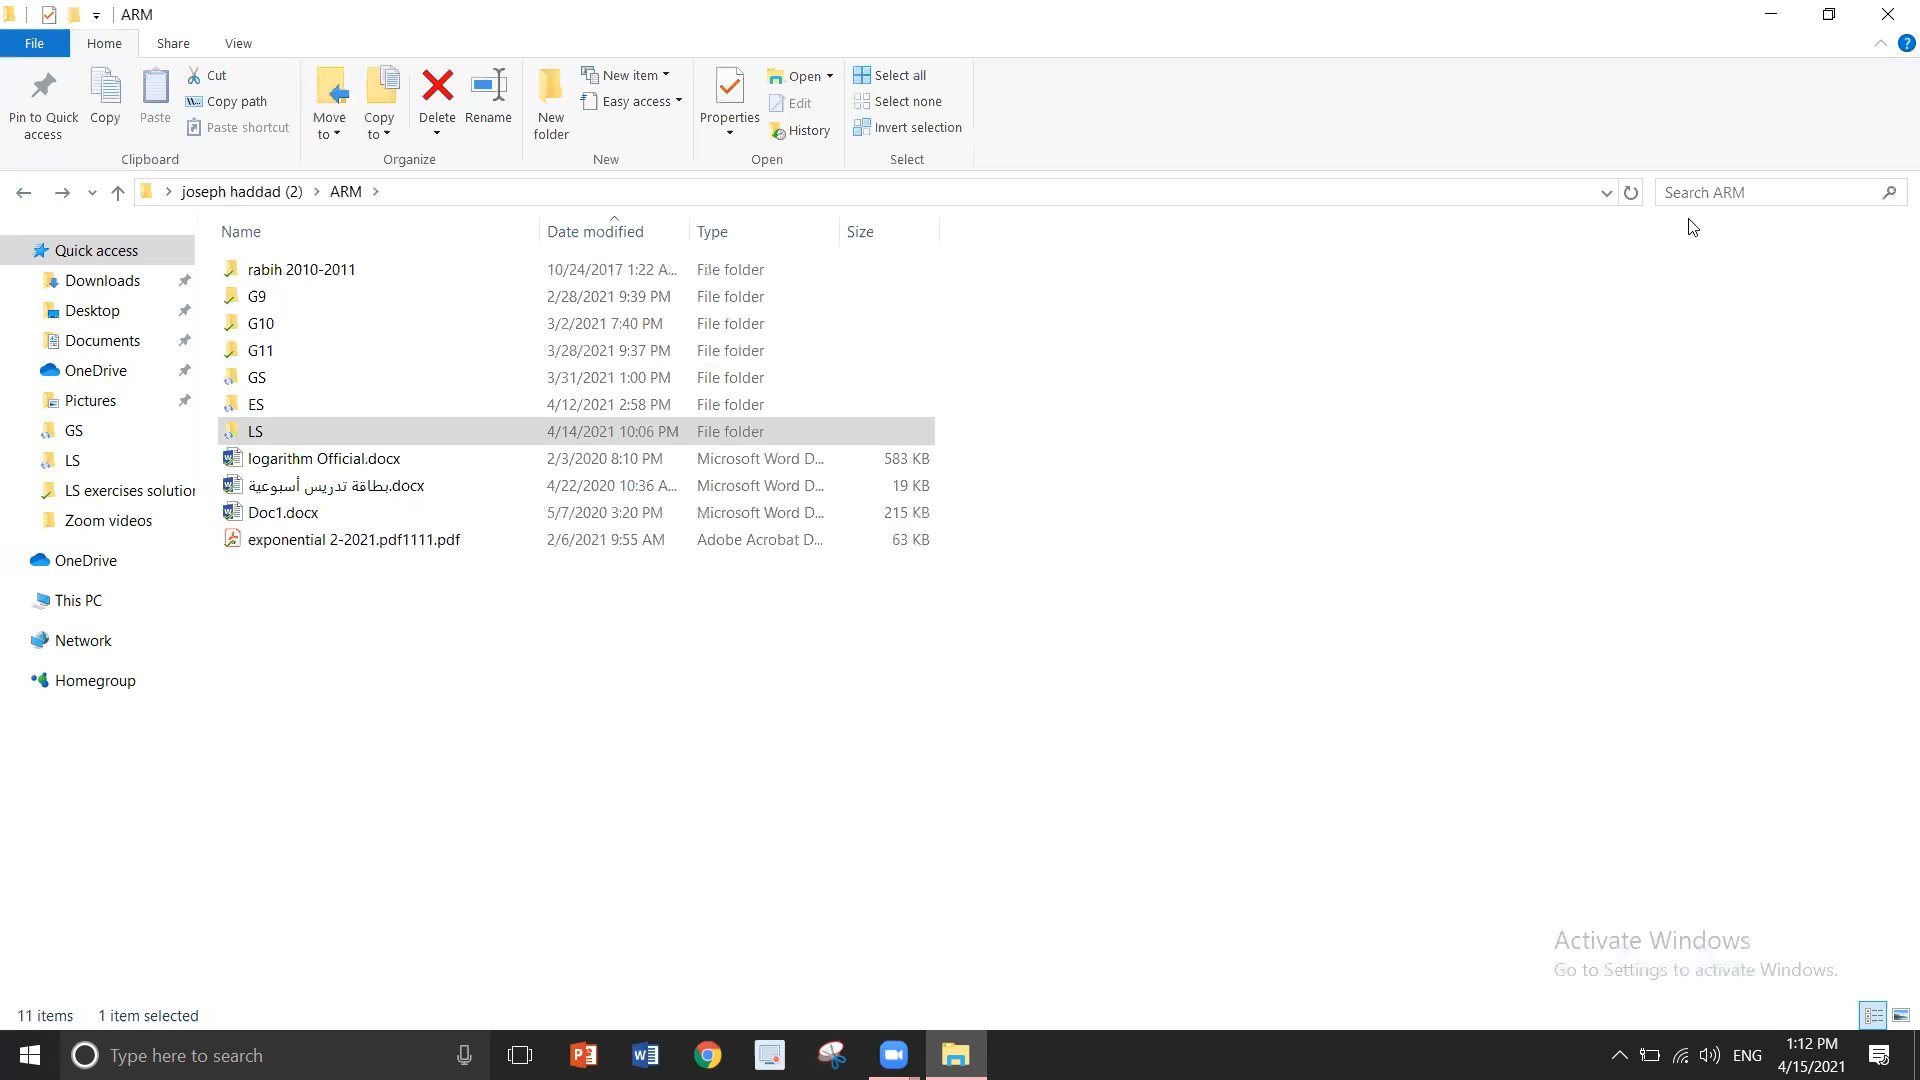 ARM
File Home Share View
Pin to Quick access
Copy
Paste
Cut
Copy path
Paste shortcut
Clipboard
Move to
Copy to
Delete
Rename
Organize
New folder
New item
Easy access
New
Properties
Open
Edit
History
Open
Select all
Select none
Invert selection
Select
joseph haddad (2) ARM
Search ARM
Quick access
Downloads
Desktop
Documents
OneDrive
Pictures
GS
LS
LS exercises solution
Zoom videos
OneDrive
This PC
Network
Homegroup
Name Date modified Type Size
rabih 2010-2011 10/24/2017 1:22 A... File folder
G9 2/28/2021 9:39 PM File folder
G10 3/2/2021 7:40 PM File folder
G11 3/28/2021 9:37 PM File folder
GS 3/31/2021 1:00 PM File folder
ES 4/12/2021 2:58 PM File folder
LS 4/14/2021 10:06 PM File folder
logarithm Official.docx 2/3/2020 8:10 PM Microsoft Word D... 583 KB
بطاقة تدريس أسبوعية.docx 4/22/2020 10:36 A... Microsoft Word D... 19 KB
Doc1.docx 5/7/2020 3:20 PM Microsoft Word D... 215 KB
exponential 2-2021.pdf1111.pdf 2/6/2021 9:55 AM Adobe Acrobat D... 63 KB
Activate Windows
Go to Settings to activate Windows.
11 items 1 item selected
Type here to search
ENG
1:12 PM
4/15/2021